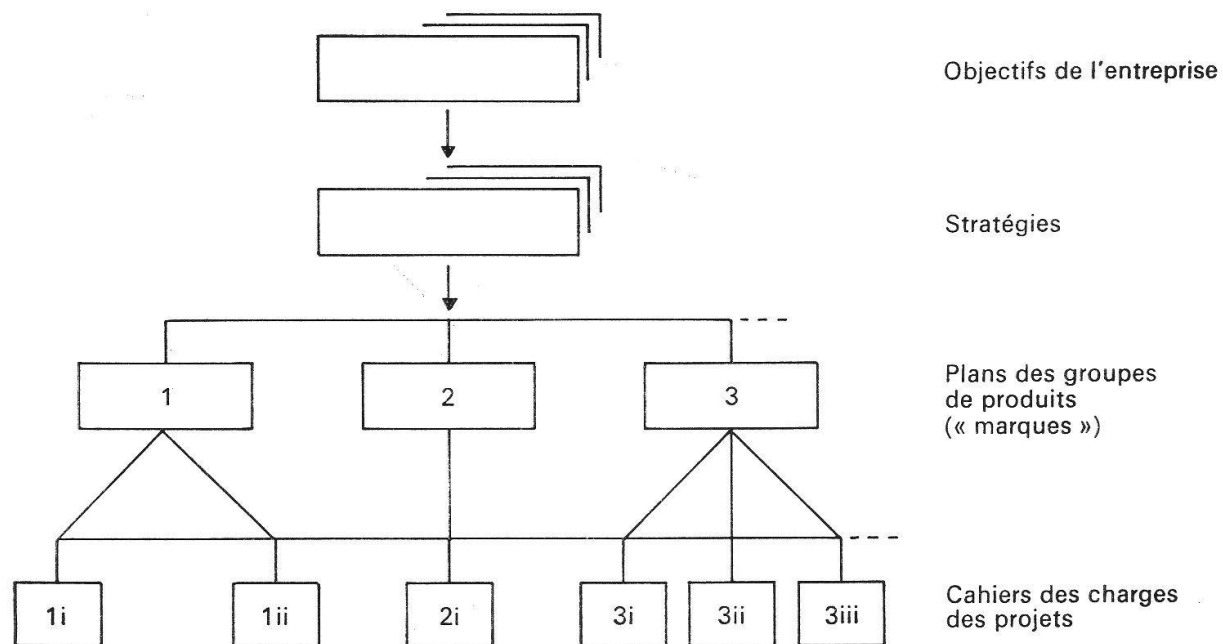 Objectifs de l'entreprise
Stratégies
1
2
3
Plans des groupes
de produits
(« marques »)
1i
1ii
2i
3i
3ii
3iii
Cahiers des charges
des projets